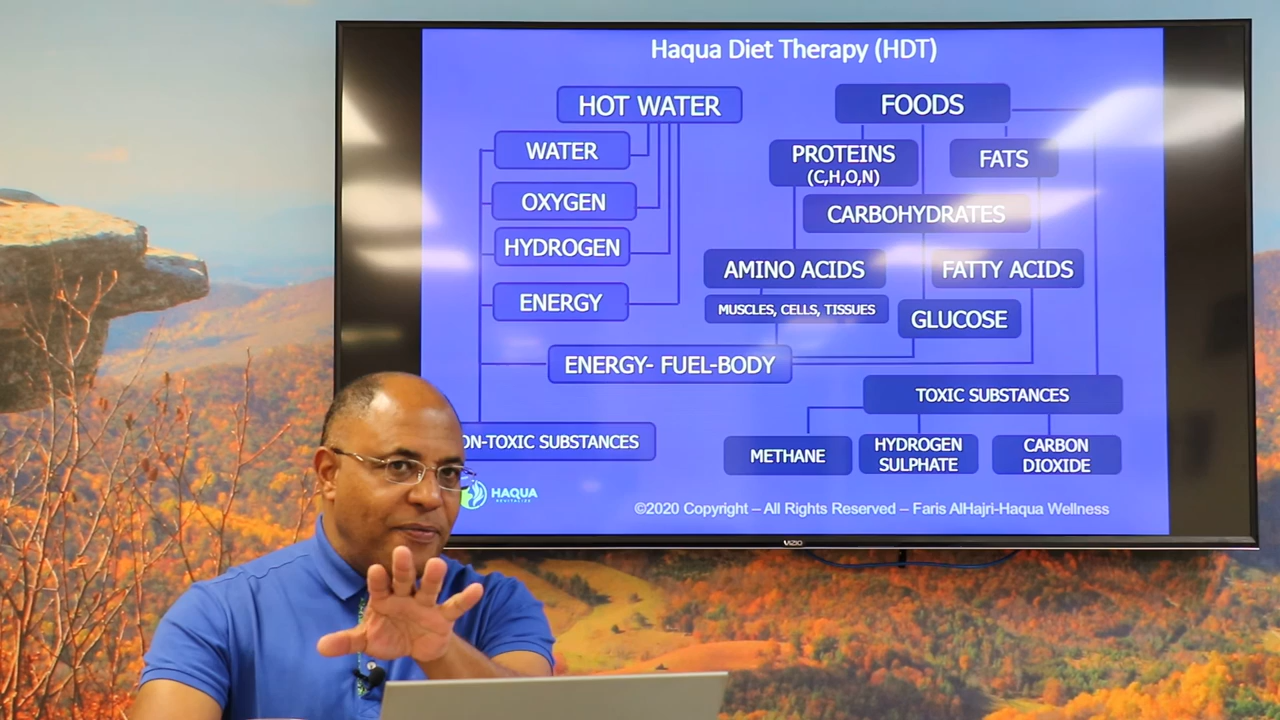 Haqua Diet Therapy (HDT)
HOT WATER
WATER
OXYGEN
HYDROGEN
ENERGY
FOODS
PROTEINS
(C,H,O,N)
FATS
CARBOHYDRATES
AMINO ACIDS
FATTY ACIDS
MUSCLES, CELLS, TISSUES
GLUCOSE
ENERGY- FUEL-BODY
TOXIC SUBSTANCES
ON-TOXIC SUBSTANCES
METHANE
HYDROGEN
SULPHATE
CARBON
DIOXIDE
HAQUA
REVITALIZE
©2020 Copyright – All Rights Reserved – Faris AlHajri-Haqua Wellness
VIZIO